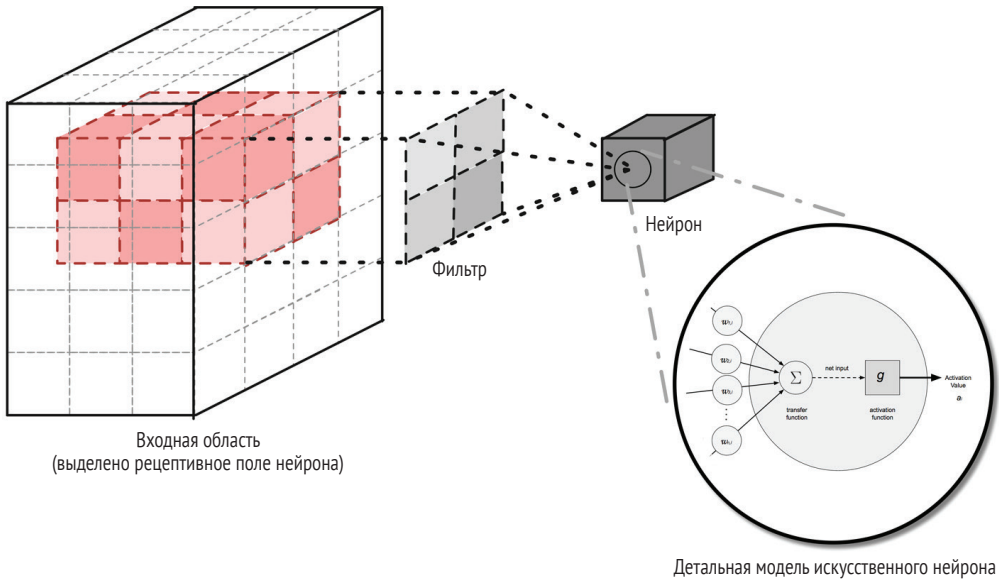 Нейрон
Фильтр
Входная область
(выделено рецептивное поле нейрона)
Σ
net input
g
transfer
function
activation
function
Activation
Value
Детальная модель искусственного нейрона